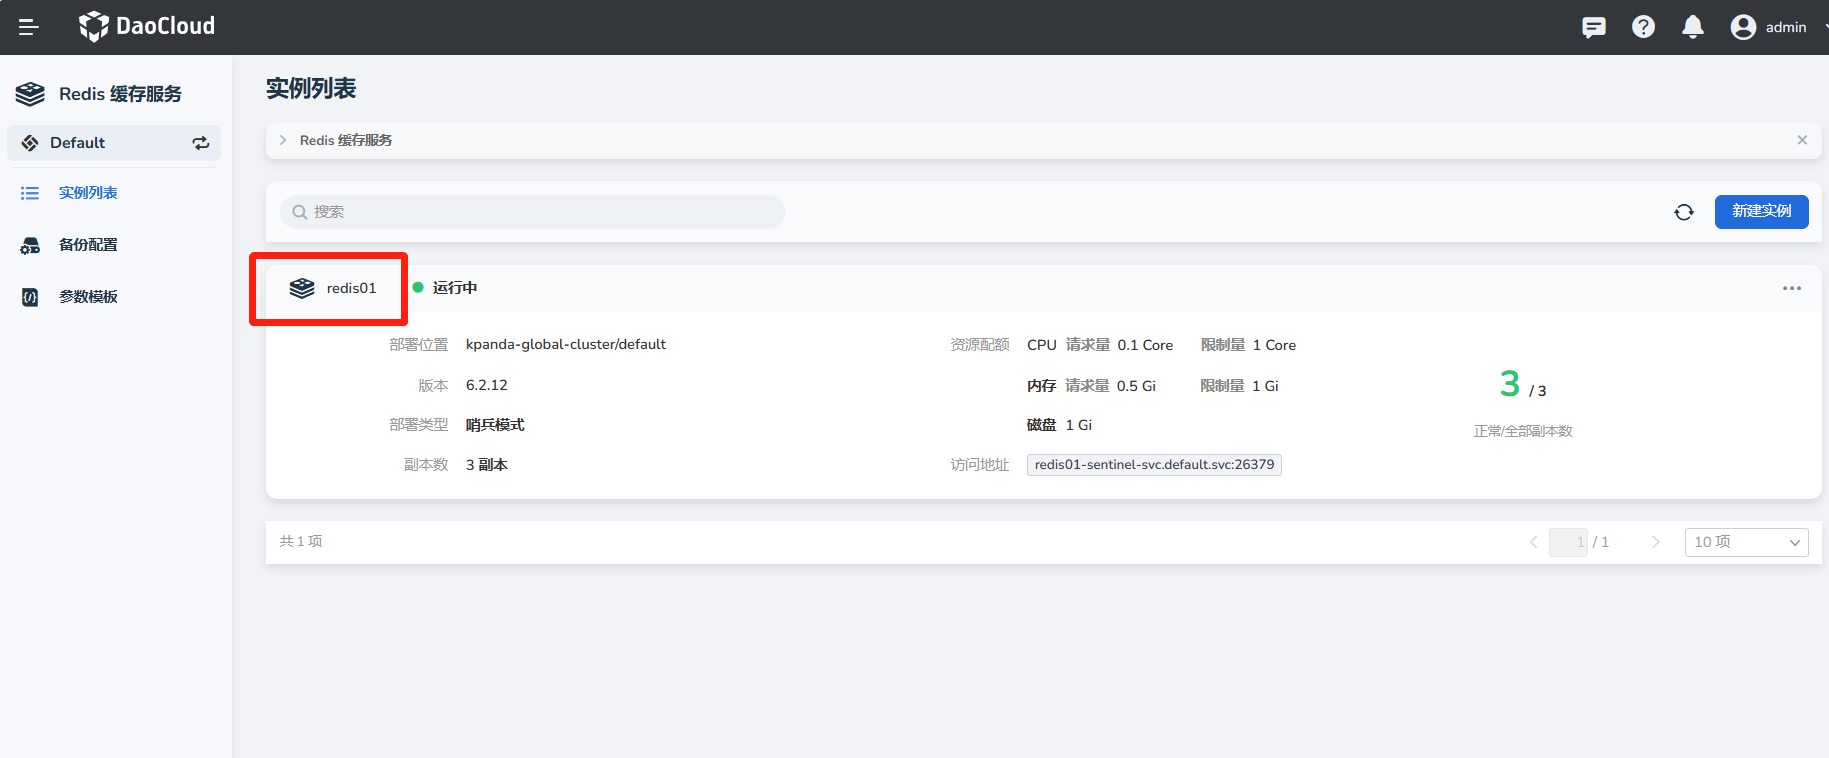 DaoCloud
admin
Redis 缓存服务
Default
实例列表
备份配置
参数模板
实例列表
Redis 缓存服务
搜索
新建实例
redis01 运行中
部署位置 kpanda-global-cluster/default
版本 6.2.12
部署类型 哨兵模式
副本数 3 副本
资源配额 CPU 请求量 0.1 Core 限制量 1 Core
内存 请求量 0.5 Gi 限制量 1 Gi
磁盘 1 Gi
访问地址 redis01-sentinel-svc.default.svc:26379
3 / 3
正常/全部副本数
共 1 项
1 / 1
10 项